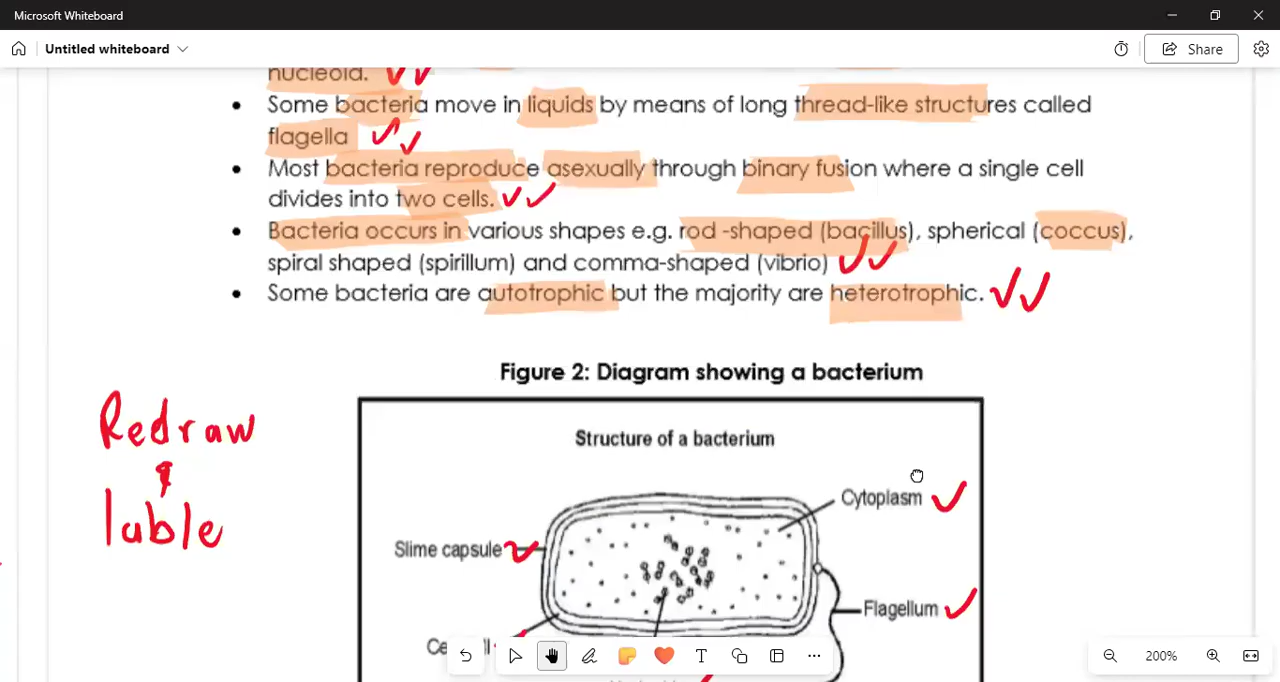 Microsoft Whiteboard
Untitled whiteboard
Share
nucleoid.
Some bacteria move in liquids by means of long thread-like structures called
flagella
Most bacteria reproduce asexually through binary fusion where a single cell
divides into two cells.
Bacteria occurs in various shapes e.g. rod -shaped (bacillus), spherical (coccus),
spiral shaped (spirillum) and comma-shaped (vibrio)
Some bacteria are autotrophic but the majority are heterotrophic.
Figure 2: Diagram showing a bacterium
Redraw
&
lable
Structure of a bacterium
Cytoplasm
Slime capsule
Flagellum
200%